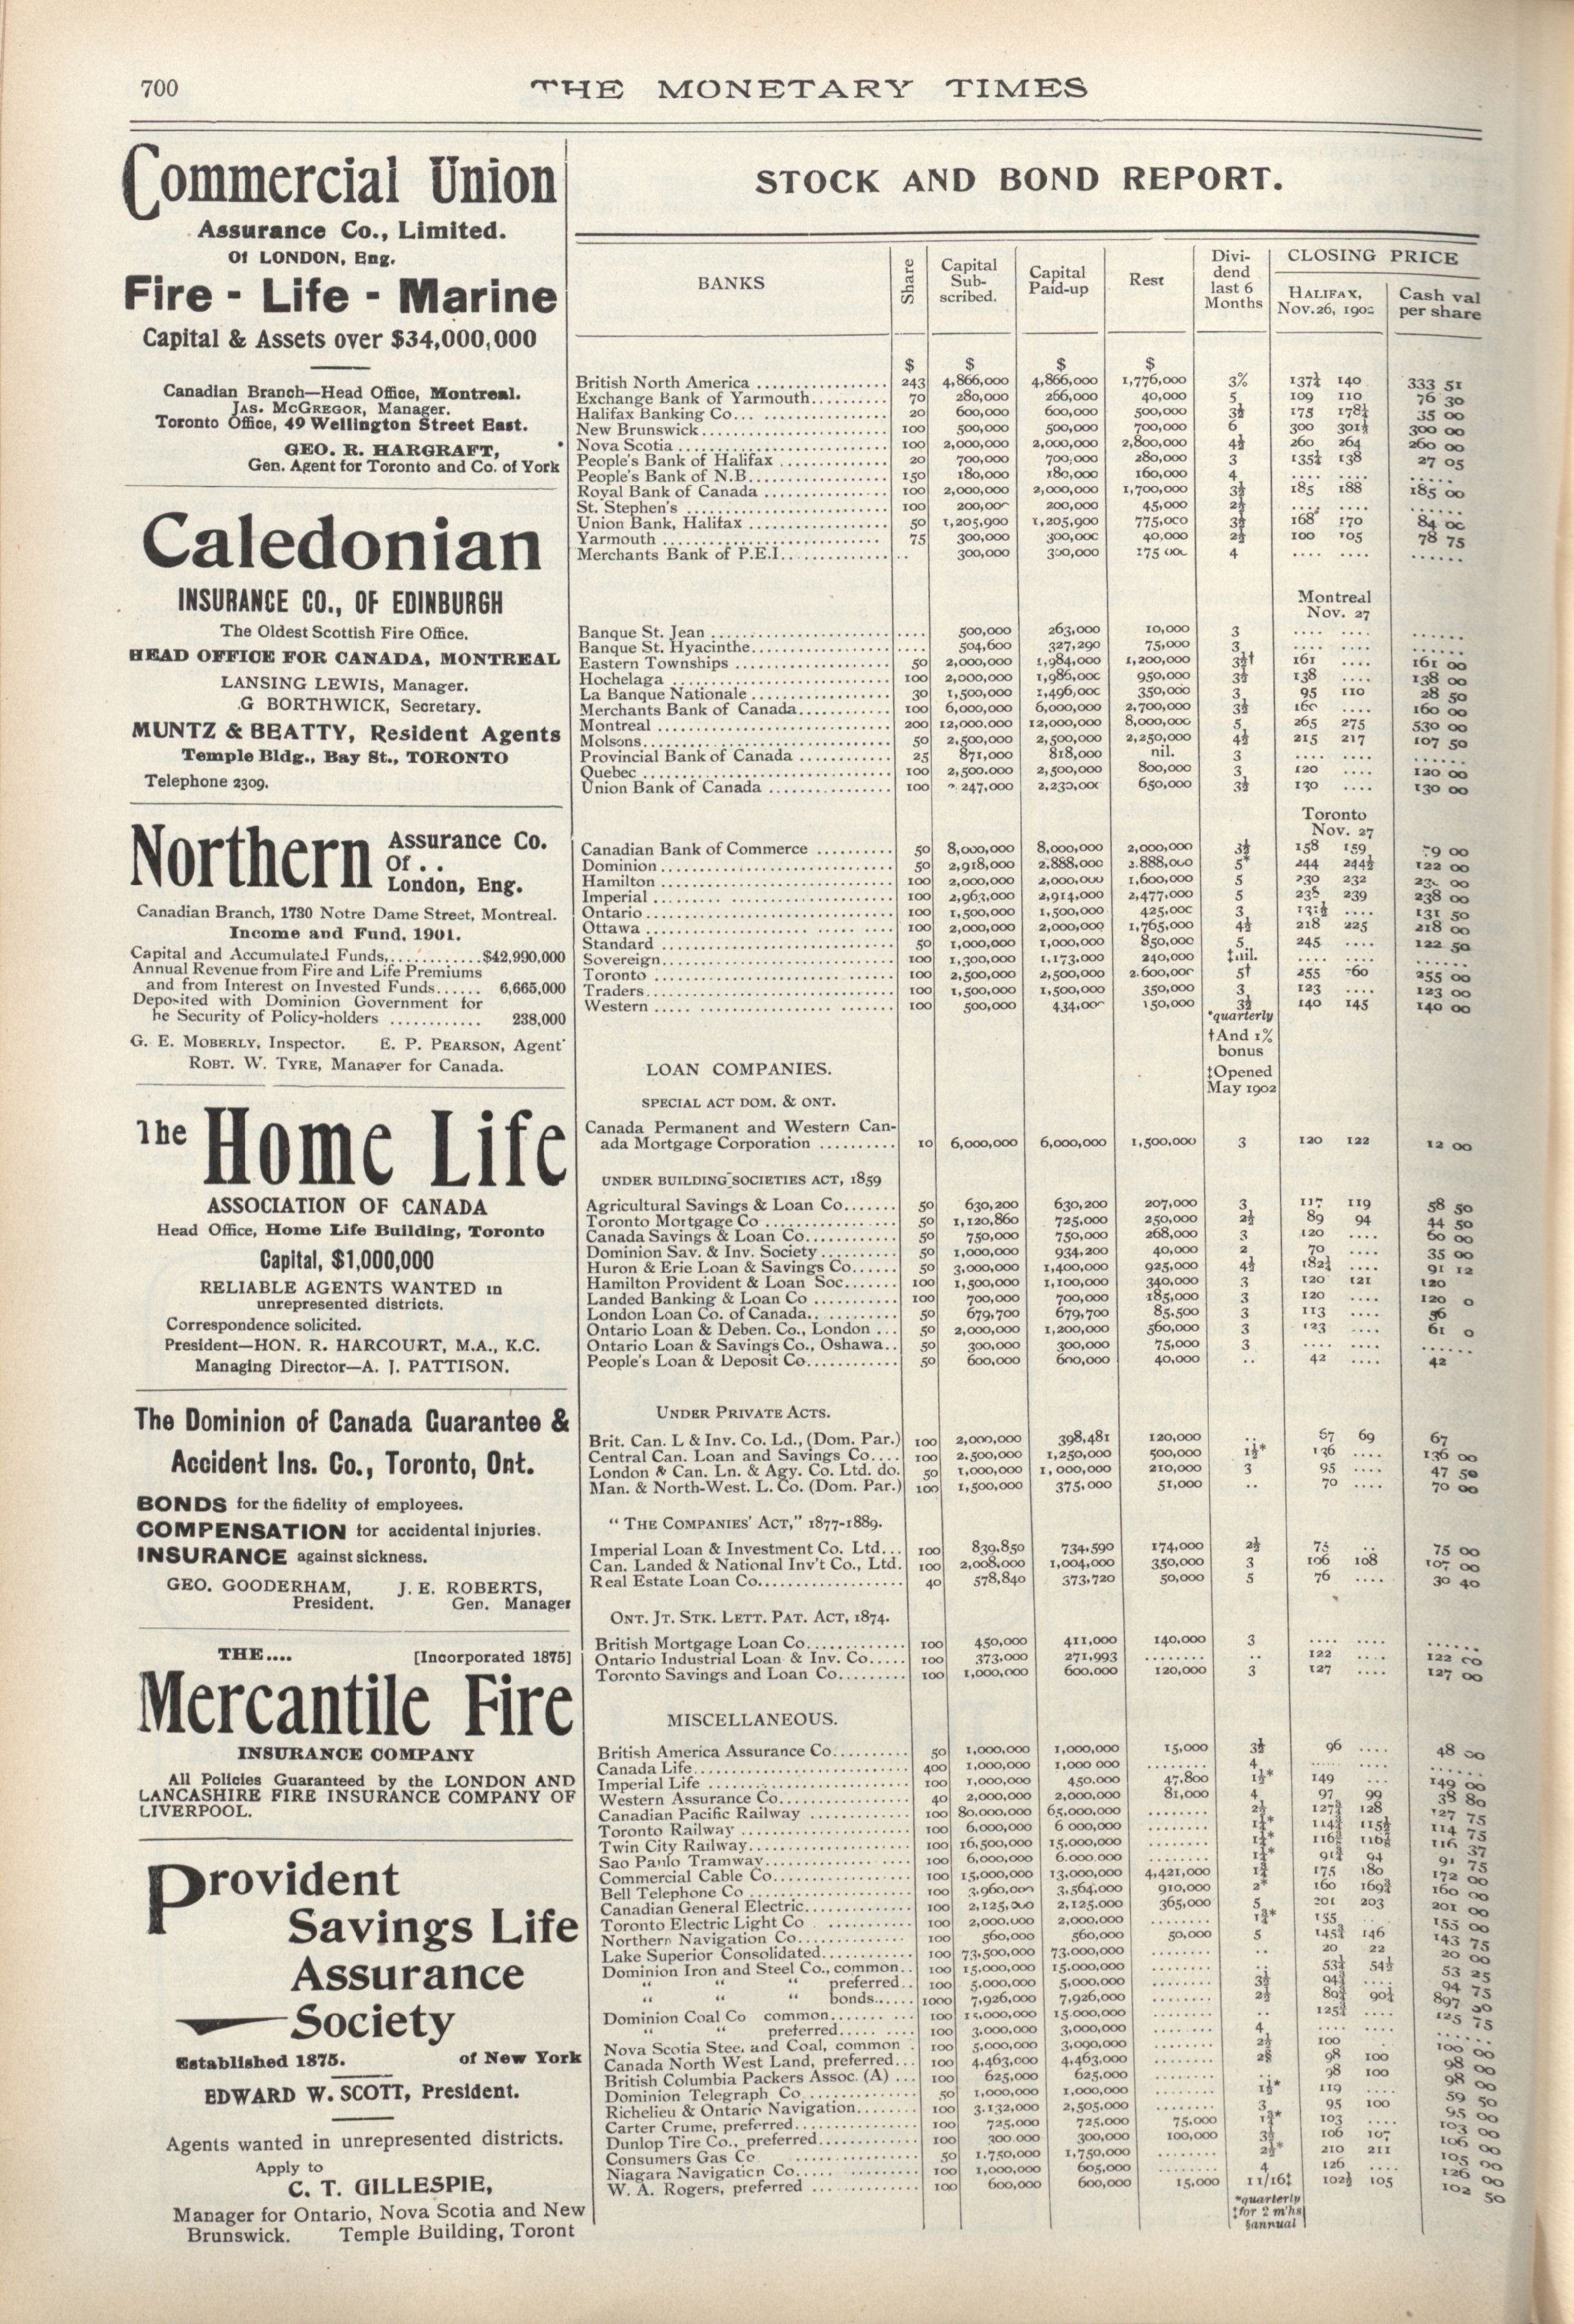 700
THE MONETARY TIMES
Commercial Union
Assurance Co., Limited.
Of LONDON, Eng.
Fire - Life - Marine
Capital & Assets over $34,000,000
Canadian Branch—Head Office, Montreal.
JAS. MCGREGOR, Manager.
Toronto Office, 49 Wellington Street East.
GEO. R. HARGRAFT,
Gen. Agent for Toronto and Co. of York
Caledonian
INSURANCE CO., OF EDINBURGH
The Oldest Scottish Fire Office.
HEAD OFFICE FOR CANADA, MONTREAL
LANSING LEWIS, Manager.
G BORTHWICK, Secretary.
MUNTZ & BEATTY, Resident Agents
Temple Bldg., Bay St., TORONTO
Telephone 2309.
Northern Assurance Co.
Of . .
London, Eng.
Canadian Branch, 1730 Notre Dame Street, Montreal.
Income and Fund, 1901.
Capital and Accumulated Funds,............$42,990,000
Annual Revenue from Fire and Life Premiums
and from Interest on Invested Funds...... 6,665,000
Deposited with Dominion Government for
he Security of Policy-holders ............ 238,000
G. E. MOBERLY, Inspector. E. P. PEARSON, Agent
ROBT. W. TYRE, Manager for Canada.
The Home Life
ASSOCIATION OF CANADA
Head Office, Home Life Building, Toronto
Capital, $1,000,000
RELIABLE AGENTS WANTED in
unrepresented districts.
Correspondence solicited.
President—HON. R. HARCOURT, M.A., K.C.
Managing Director—A. J. PATTISON.
The Dominion of Canada Guarantee &
Accident Ins. Co., Toronto, Ont.
BONDS for the fidelity of employees.
COMPENSATION for accidental injuries.
INSURANCE against sickness.
GEO. GOODERHAM, J. E. ROBERTS,
President. Gen. Manager
THE.... [Incorporated 1875]
Mercantile Fire
INSURANCE COMPANY
All Policies Guaranteed by the LONDON AND
LANCASHIRE FIRE INSURANCE COMPANY OF
LIVERPOOL.
Provident
Savings Life
Assurance
Society
Established 1875. of New York
EDWARD W. SCOTT, President.
Agents wanted in unrepresented districts.
Apply to
C. T. GILLESPIE,
Manager for Ontario, Nova Scotia and New
Brunswick. Temple Building, Toront
STOCK AND BOND REPORT.
BANKS Share Capital Sub-scribed. Capital Paid-up Rest Divi-dend last 6 Months CLOSING PRICE
HALIFAX, Nov. 26, 190 Cash val per share
$ $ $ $
British North America ................ 243 4,866,000 4,866,000 1,776,000 3% 137½ 140 333 51
Exchange Bank of Yarmouth.......... 70 280,000 266,000 40,000 5 109 110 76 30
Halifax Banking Co... ................ 20 600,000 600,000 500,000 3½ 175 178½ 35 00
New Brunswick........................ 100 500,000 500,000 700,000 6 300 301½ 300 00
Nova Scotia .......................... 100 2,000,000 2,000,000 2,800,000 4½ 260 264 260 00
People's Bank of Halifax ............. 20 700,000 700,000 280,000 3 135¼ 138 27 05
People's Bank of N.B................. 150 180,000 180,000 160,000 4 .... .... ......
Royal Bank of Canada ............... 100 2,000,000 2,000,000 1,700,000 3½ 185 188 185 00
St. Stephen's ........................ 100 200,00 200,000 45,000 2½ .... .... ......
Union Bank, Halifax ................. 50 1,205,900 1,205,900 775,000 3½ 168 170 84 00
Yarmouth ........................... 75 300,000 300,000 40,000 2½ 100 105 78 75
Merchants Bank of P.E.I............. .. 300,000 300,000 175 00 4 .... .... ......
Montreal
Nov. 27
Banque St. Jean ...................... .... 500,000 263,000 10,000 3 .... .... ......
Banque St. Hyacinthe................. .... 504,600 327,290 75,000 3 .... .... ......
Eastern Townships ................... 50 2,000,000 1,984,000 1,200,000 3½† 161 .... 161 00
Hochelaga ........................... 100 2,000,000 1,986,000 950,000 3½ 138 .... 138 00
La Banque Nationale ................. 30 1,500,000 1,496,000 350,000 3 95 110 28 50
Merchants Bank of Canada............ 100 6,000,000 6,000,000 2,700,000 3½ 160 .... 160 00
Montreal ............................ 200 12,000,000 12,000,000 8,000,000 5 265 275 530 00
Molsons.............................. 50 2,500,000 2,500,000 2,250,000 4½ 215 217 107 50
Provincial Bank of Canada ........... 25 871,000 818,000 nil. 3 .... .... ......
Quebec .............................. 100 2,500.000 2,500,000 800,000 3 120 .... 120 00
Union Bank of Canada ............... 100 247,000 2,230,000 650,000 3½ 130 .... 130 00
Toronto
Nov. 27
Canadian Bank of Commerce .......... 50 8,000,000 8,000,000 2,000,000 3½ 158 159 79 00
Dominion............................ 50 2,918,000 2.888,000 2.888,000 5* 244 244½ 122 00
Hamilton ............................ 100 2,000,000 2,000,000 1,600,000 5 230 232 00
Imperial ............................. 100 2,963,000 2,914,000 2,477,000 5 238 239 238 00
Ontario.............................. 100 1,500,000 1,500,000 425,000 3 131½ .... 131 50
Ottawa.............................. 100 2,000,000 2,000,000 1,765,000 4½ 218 225 218 00
Standard ............................ 50 1,000,000 1,000,000 850,000 5 245 .... 122 50
Sovereign............................ 100 1,300,000 1,173,000 240,000 ‡nil. .... .... ......
Toronto ............................. 100 2,500,000 2,500,000 2.600,000 5† 255 260 255 00
Traders.............................. 100 1,500,000 1,500,000 350,000 3 123 .... 123 00
Western ............................. 100 500,000 434,00 150,000 3½ 140 145 140 00
*quarterly
†And 1%
bonus
‡Opened
May 1902
LOAN COMPANIES.
SPECIAL ACT DOM. & ONT.
Canada Permanent and Western Can-
ada Mortgage Corporation .......... 10 6,000,000 6,000,000 1,500,000 3 120 122 12 00
UNDER BUILDING SOCIETIES ACT, 1859
Agricultural Savings & Loan Co....... 50 630,200 630,200 207,000 3 117 119 58 50
Toronto Mortgage Co ................. 50 1,120,860 725,000 250,000 2½ 89 94 44 50
Canada Savings & Loan Co............ 50 750,000 750,000 268,000 3 120 .... 60 00
Dominion Sav. & Inv. Society .......... 50 1,000,000 934,200 40,000 2 70 .... 35 00
Huron & Erie Loan & Savings Co...... 50 3,000,000 1,400,000 925,000 4½ 182¼ .... 91 12
Hamilton Provident & Loan Soc....... 100 1,500,000 1,100,000 340,000 3 120 121 120
Landed Banking & Loan Co ........... 100 700,000 700,000 185,000 3 120 .... 120 0
London Loan Co. of Canada........... 50 679,700 679,700 85,500 3 113 .... 56
Ontario Loan & Deben. Co., London ... 50 2,000,000 1,200,000 560,000 3 123 .... 61 0
Ontario Loan & Savings Co., Oshawa.. 50 300,000 300,000 75,000 3 .... .... ......
People's Loan & Deposit Co............ 50 600,000 600,000 40,000 .. 42 .... 42
UNDER PRIVATE ACTS.
Brit. Can. L & Inv. Co. Ld., (Dom. Par.) 100 2,000,000 398,481 120,000 .. 67 69 67
Central Can. Loan and Savings Co.... 100 2.500,000 1,250,000 500,000 1½* 136 .... 136 00
London & Can. Ln. & Agy. Co. Ltd. do. 50 1,000,000 1,000,000 210,000 3 95 .... 47 50
Man. & North-West. L. Co. (Dom. Par.) 100 1,500,000 375,000 51,000 .. 70 .... 70 00
"THE COMPANIES' ACT," 1877-1889.
Imperial Loan & Investment Co. Ltd... 100 839,850 734,590 174,000 2½ 75 .. 75 00
Can. Landed & National Inv't Co., Ltd. 100 2,008,000 1,004,000 350,000 3 106 108 107 00
Real Estate Loan Co.................... 40 578,840 373,720 50,000 5 76 .... 30 40
ONT. JT. STK. LETT. PAT. ACT, 1874.
British Mortgage Loan Co............. 100 450,000 411,000 140,000 3 .... .... ......
Ontario Industrial Loan & Inv. Co..... 100 373,000 271,993 ........ .. 122 .... 122 00
Toronto Savings and Loan Co......... 100 1,000,000 600,000 120,000 3 127 .... 127 00
MISCELLANEOUS.
British America Assurance Co.......... 50 1,000,000 1,000,000 15,000 3½ 96 .... 48 00
Canada Life........................... 400 1,000,000 1,000 000 ........ 4 ...... .... ......
Imperial Life ......................... 100 1,000,000 450,000 47,800 1½* 149 ... 149 00
Western Assurance Co................. 40 2,000,000 2,000,000 81,000 4 97 99 38 80
Canadian Pacific Railway ............. 100 80,000,000 65,000,000 ........ 2½ 127¾ 128 127 75
Toronto Railway ...................... 100 6,000,000 6 000,000 ........ 1¼* 114¾ 115½ 114 75
Twin City Railway.................... 100 16,500,000 15,000,000 ........ 1¼* 116 116 116 37
Sao Paulo Tramway.................. 100 6,000,000 6.000.000 ........ 1¼* 91¾ 94 91 75
Commercial Cable Co................. 100 15,000,000 13,000,000 4,421,000 1¾ 175 180 172 00
Bell Telephone Co .................... 100 3,960,000 3,564,000 910,000 2* 160 169¾ 160 00
Canadian General Electric............ 100 2,125,000 2,125.000 365,000 5 201 203 201 00
Toronto Electric Light Co ............ 100 2,000,000 2,000,000 ........ 1¾* 155 .. 155 00
Northern Navigation Co.............. 100 560,000 560,000 50,000 5 145¾ 146 143 75
Lake Superior Consolidated........... 100 73,500,000 73,000,000 ........ .. 20 22 20 00
Dominion Iron and Steel Co., common.. 100 15,000,000 15,000,000 ........ .. 53¼ 54½ 53 25
" " " preferred.. 100 5,000,000 5,000,000 ........ 3½ 94¾ .... 94 75
" " " bonds...... 1000 7,926,000 7,926,000 ........ 2½ 89¾ 90¼ 897 50
Dominion Coal Co common........... 100 15,000,000 15,000,000 ........ .. 125¾ .... 125 75
" " preferred..... .... 100 3,000,000 3,000,000 ........ 4 .... .... ......
Nova Scotia Steel and Coal, common . 100 5,000,000 3,090,000 ........ 2½ 100 100 00
Canada North West Land, preferred... 100 4,463,000 4,463,000 ........ 98 100 98 00
British Columbia Packers Assoc. (A) ... 100 625,000 625,000 ........ .. 98 100 98 00
Dominion Telegraph Co............... 50 1,000,000 1,000,000 ........ 1½* 119 .... 59 50
Richelieu & Ontario Navigation........ 100 3,132,000 2,505,000 ........ 3 95 100 95 00
Carter Crume, preferred............... 100 725,000 725,000 75,000 1¾* 103 .... 103 00
Dunlop Tire Co., preferred............ 100 300.000 300,000 100,000 3½ 106 107 106 00
Consumers Gas Co ................... 50 1,750,000 1,750,000 ........ 2½* 210 211 105 00
Niagara Navigation Co..... .......... 100 1,000,000 605,000 ........ 4 126 .... 126 00
W. A. Rogers, preferred .............. 100 600,000 600,000 15,000 11/16‡ 102½ 105 102 50
*quarterly
‡for 2 m'hs
§annual